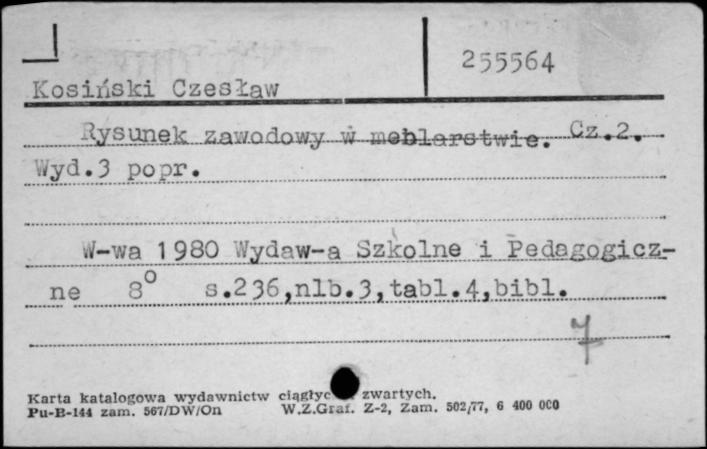 255564
Kosiński Czesław
Rysunek zawodowy w meblarstwie. Cz.2.
Wyd.3 popr.
W-wa 1980 Wydaw-a Szkolne i Pedagogicz-
ne 8° s.236,nlb.3,tabl.4,bibl.
7
Karta katalogowa wydawnictw zwartych.
Pu-B-144 zam. 567/DW/On W.Z.Graf. Z-2, Zam. 502/77, 6 400 000